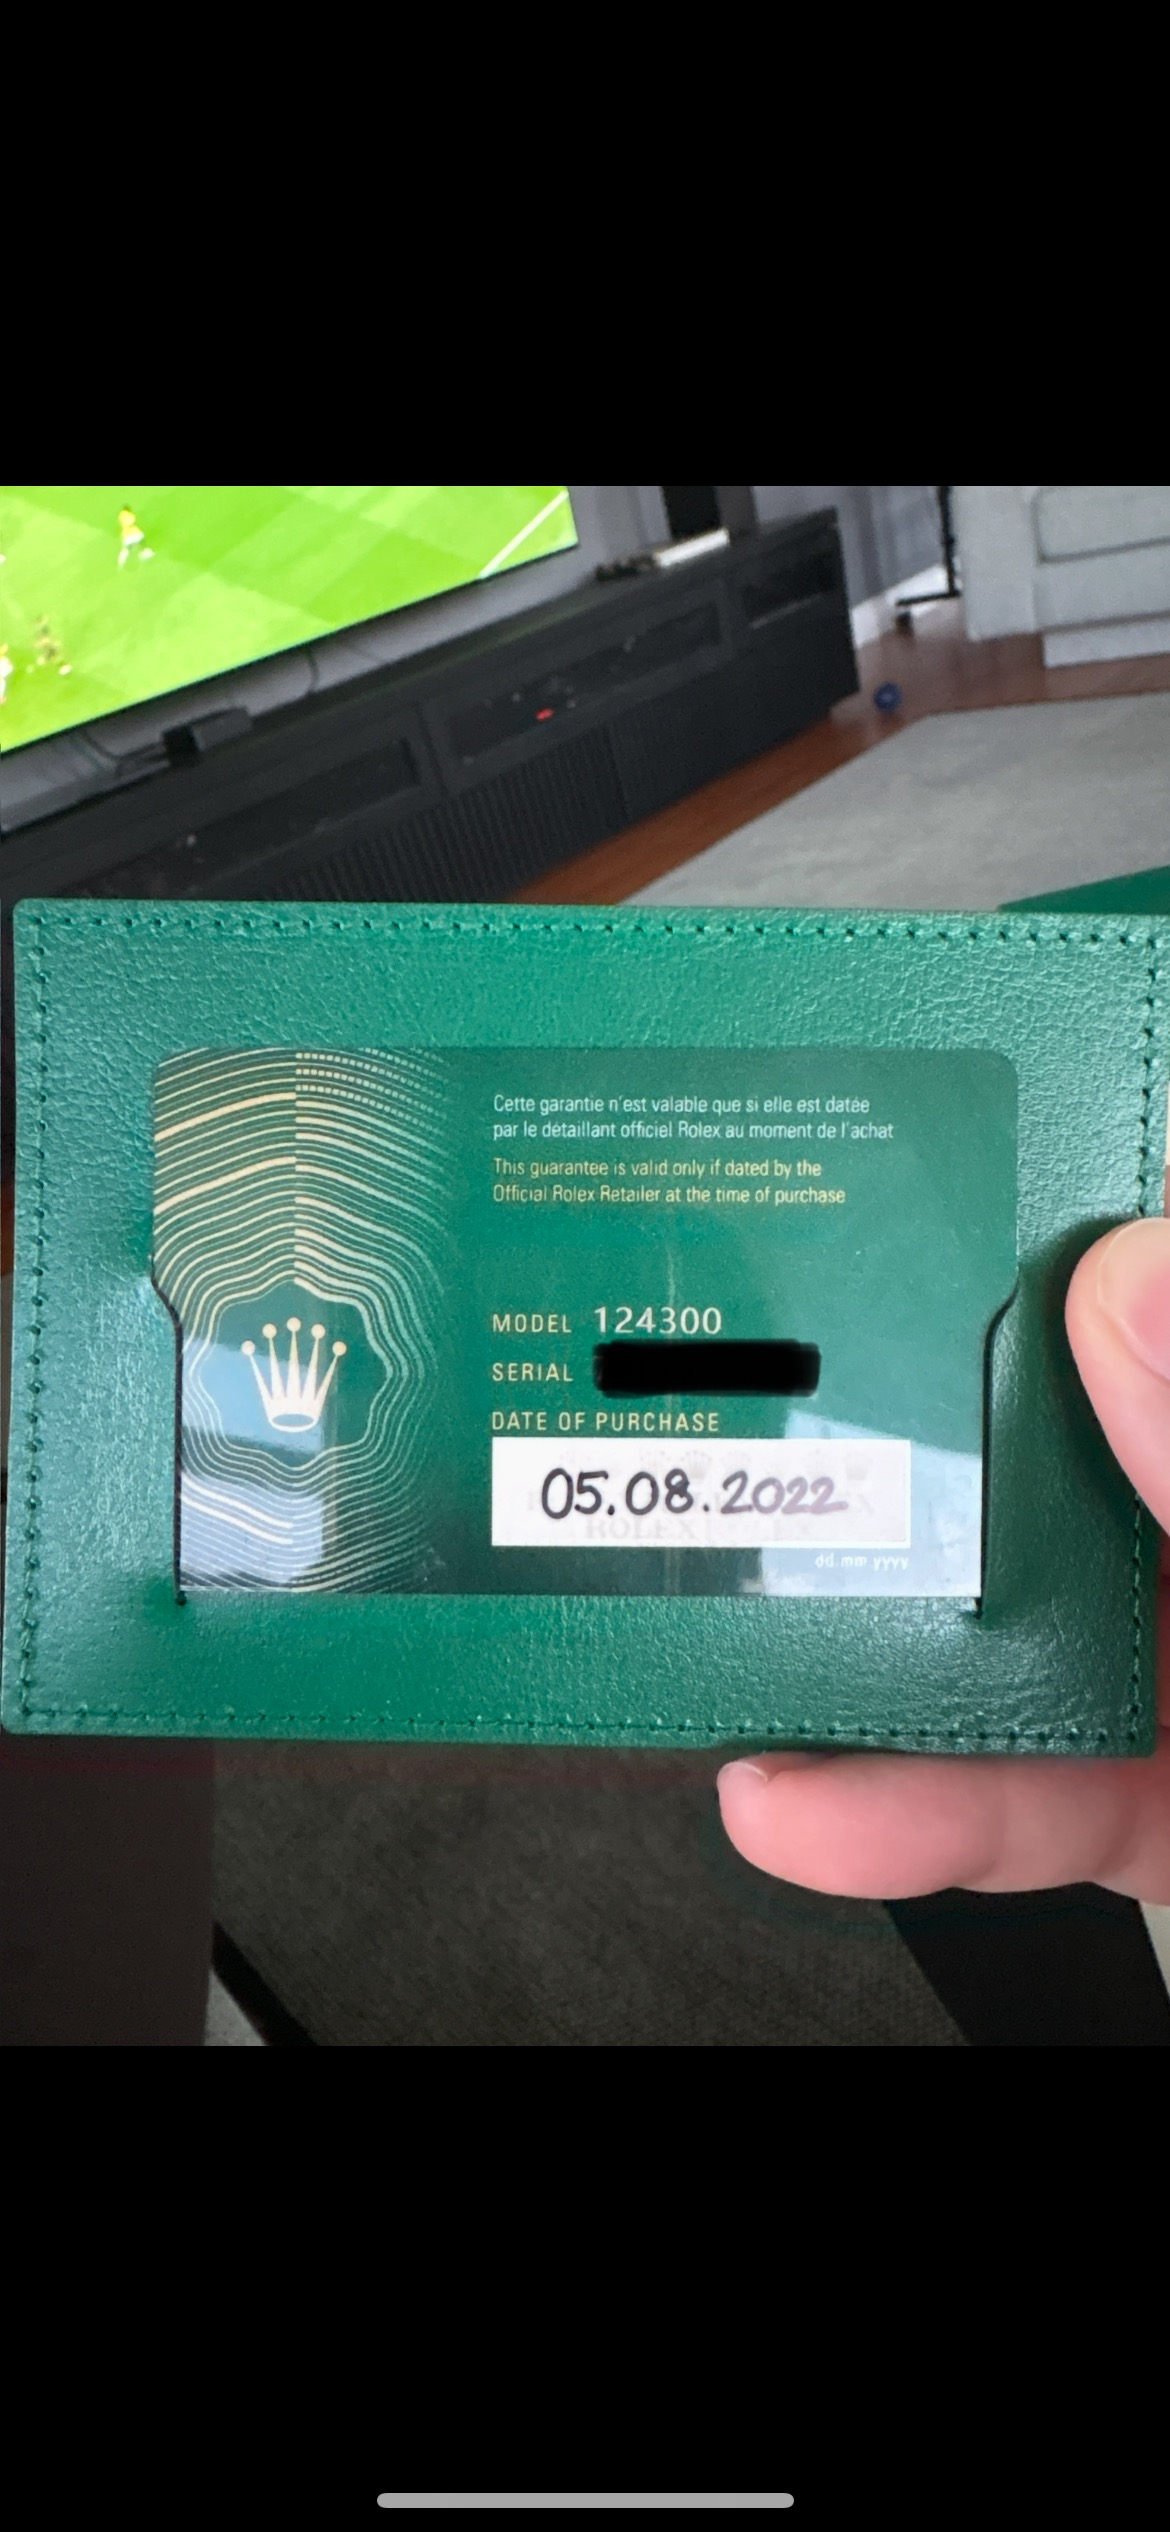 Cette garantie n'est valable que si elle est datée
par le détaillant officiel Rolex au moment de l'achat
This guarantee is valid only if dated by the
Official Rolex Retailer at the time of purchase
MODEL 124300
SERIAL
DATE OF PURCHASE
05.08.2022
ROLEX
dd.mm.yyyy